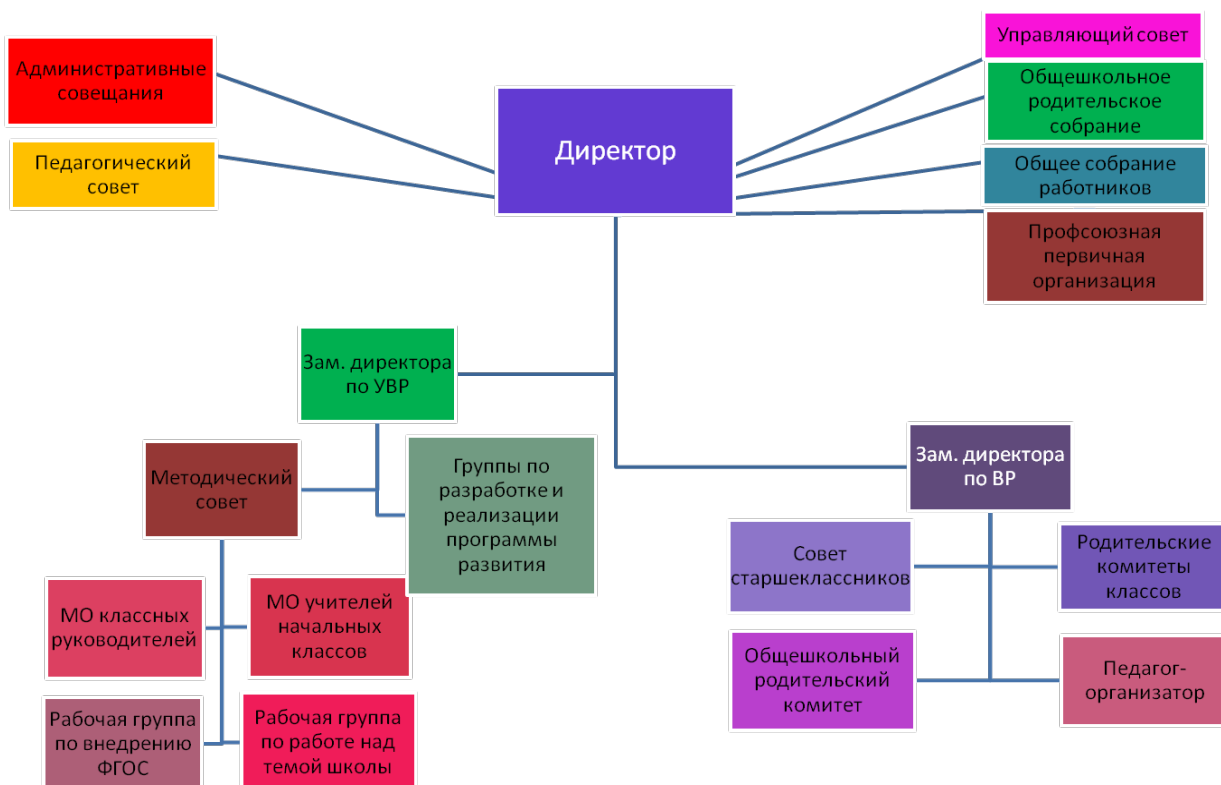 Административные
совещания
Педагогический
совет
Директор
Управляющий совет
Общешкольное
родительское
собрание
Общее собрание
работников
Профсоюзная
первичная
организация
Зам. директора
по УВР
Методический
совет
Группы по
разработке и
реализации
программы
развития
МО классных
руководителей
МО учителей
начальных
классов
Рабочая группа
по внедрению
ФГОС
Рабочая группа
по работе над
темой школы
Зам. директора
по ВР
Совет
старшеклассников
Родительские
комитеты
классов
Общешкольный
родительский
комитет
Педагог-
организатор